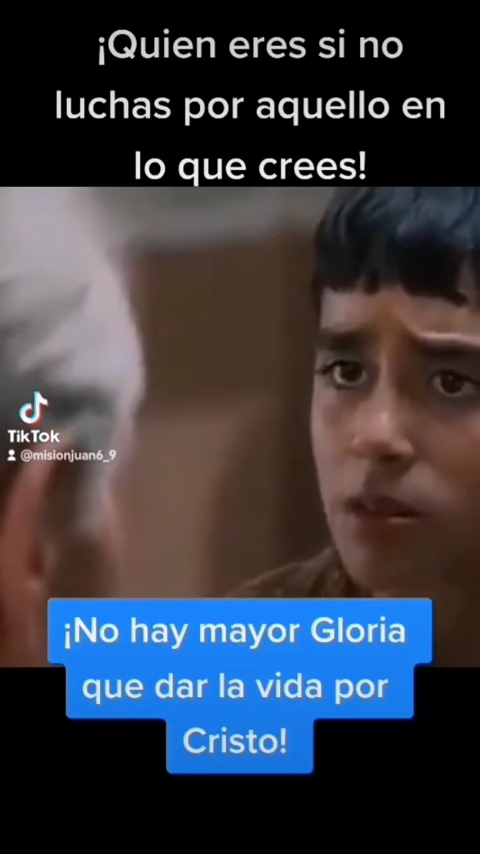 ¡Quien eres si no
luchas por aquello en
lo que crees!
TikTok
@misionjuan6_9
¡No hay mayor Gloria
que dar la vida por
Cristo!